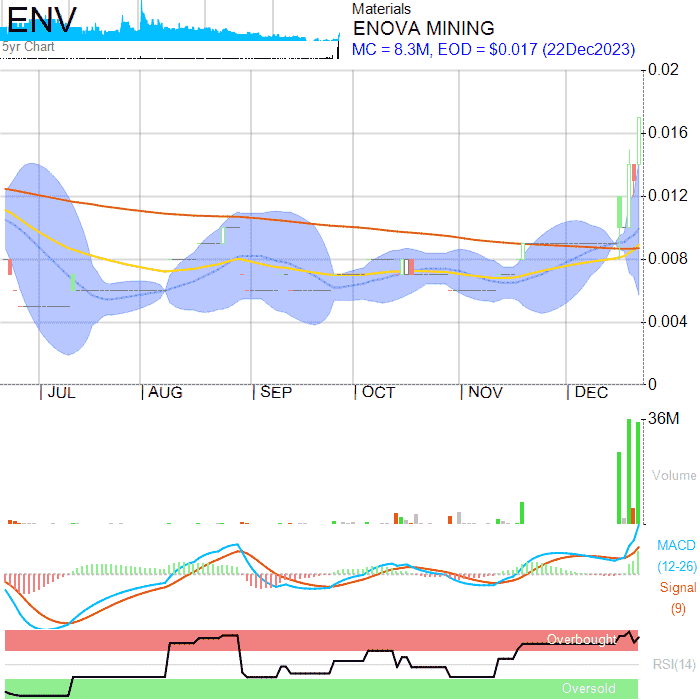 ENV
5yr Chart
Materials
ENOVA MINING
MC = 8.3M, EOD = $0.017 (22Dec2023)
0.02
0.016
0.012
0.008
0.004
0
JUL AUG SEP OCT NOV DEC
36M
Volume
MACD
(12-26)
Signal
(9)
Overbought
RSI(14)
Oversold